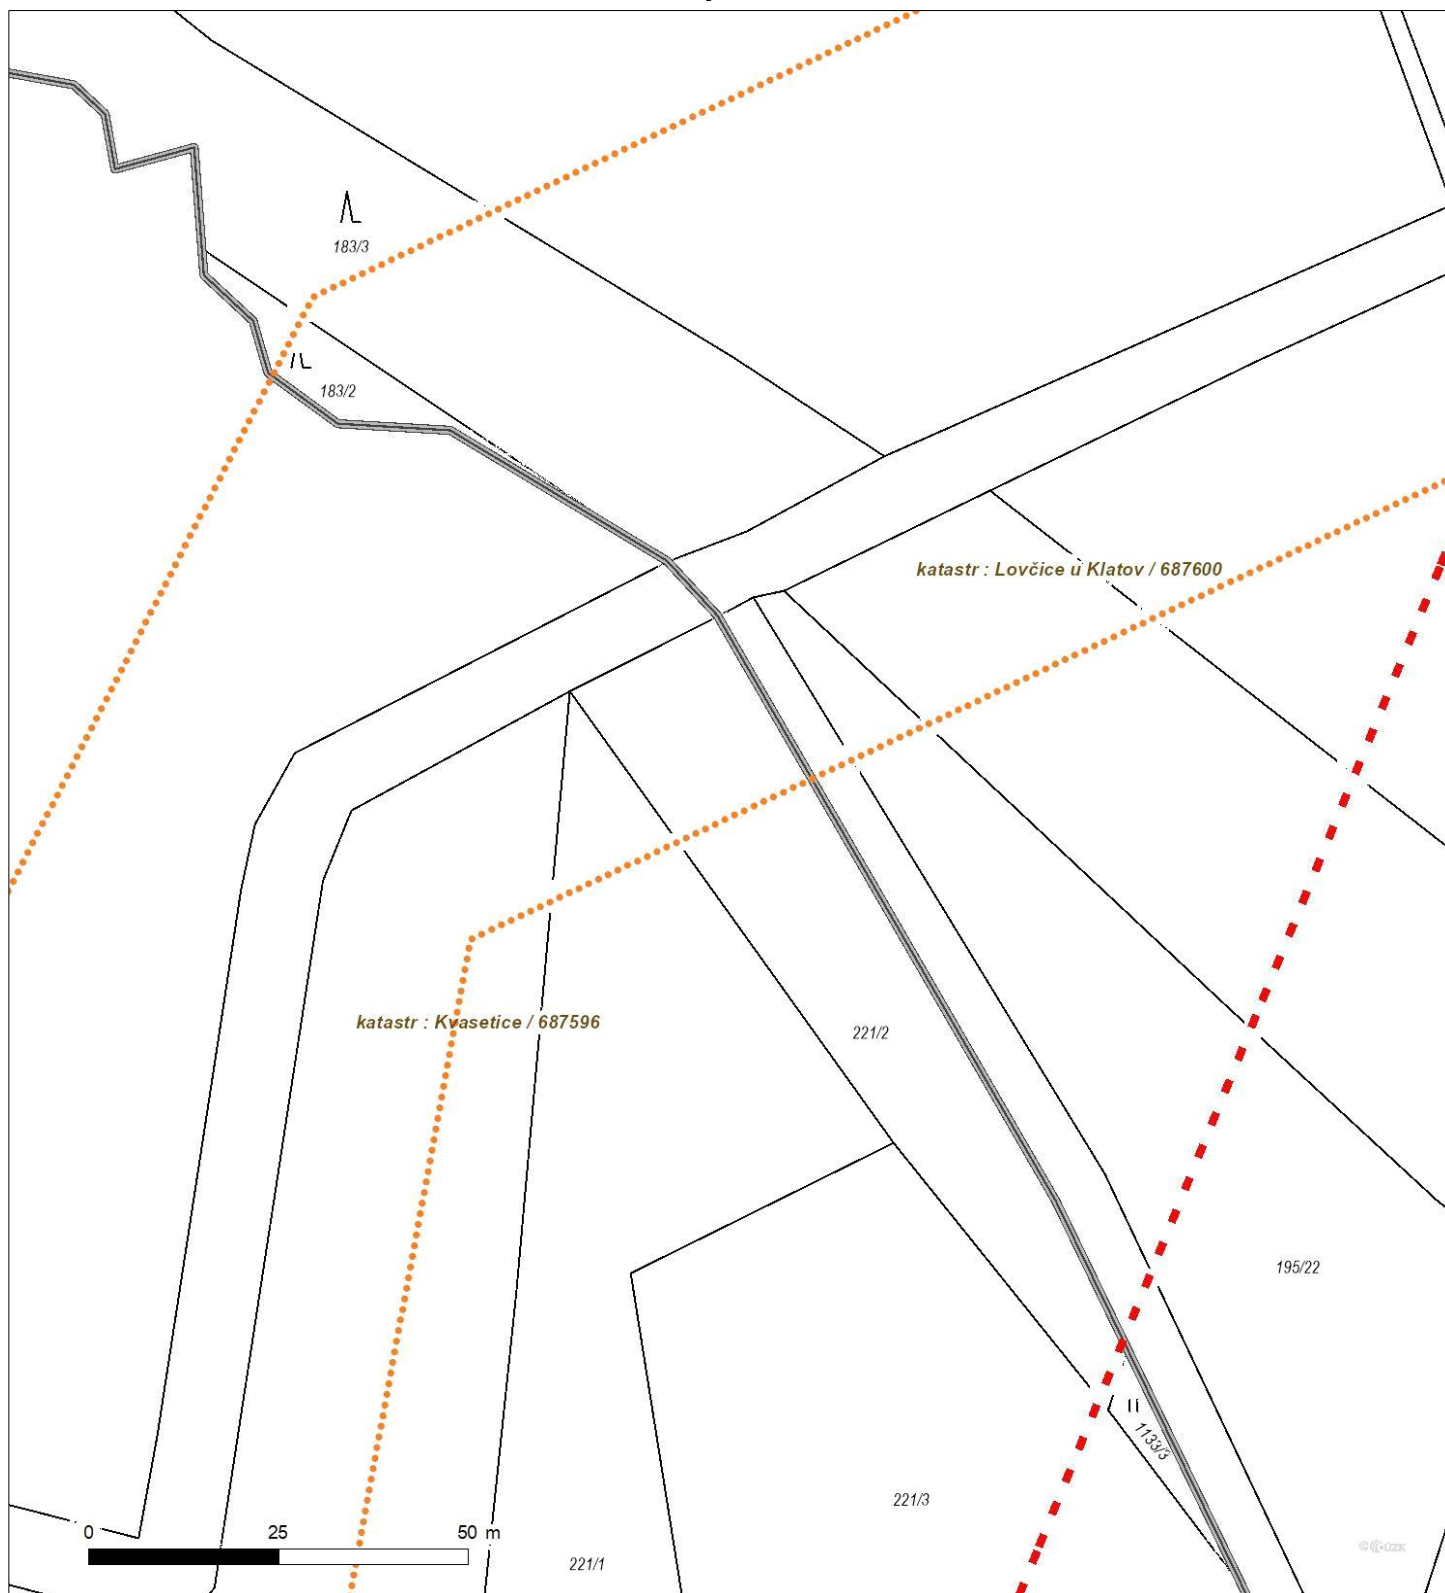 183/3
183/2
katastr : Lovčice u Klatov / 687600
katastr : Kvasetice / 687596
221/2
195/22
1133/3
221/3
0 25 50 m
221/1